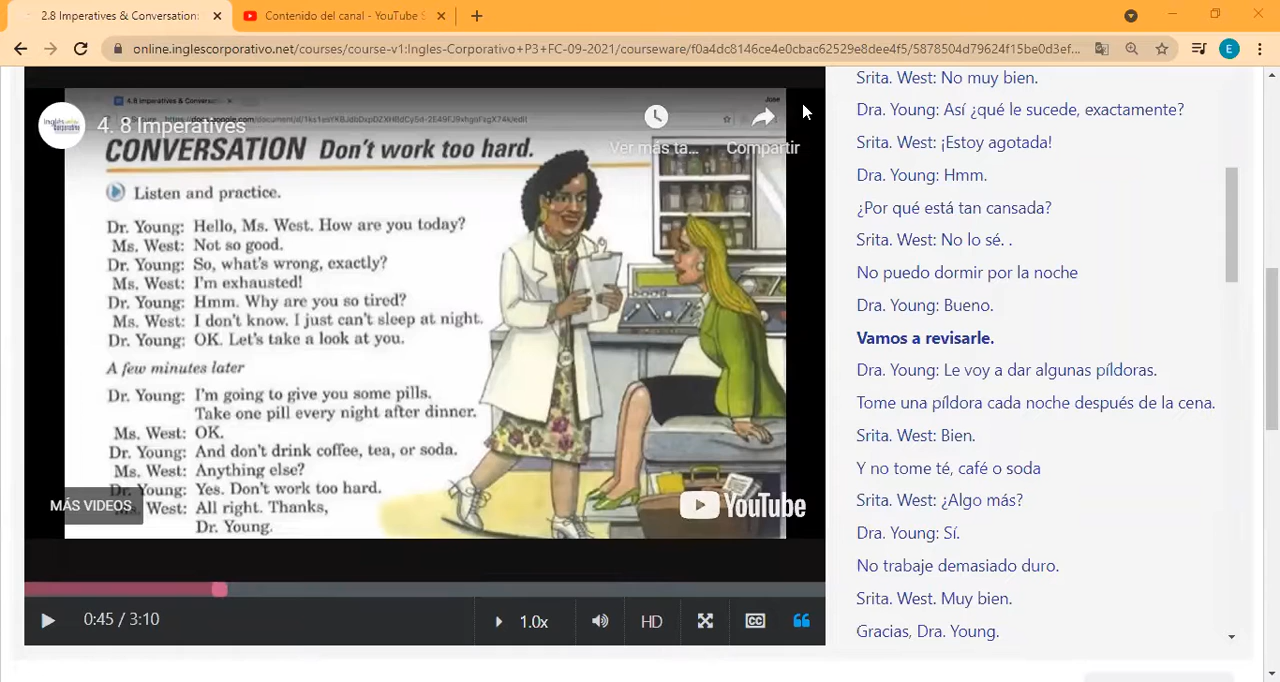 2.8 Imperatives & Conversation:
Contenido del canal - YouTube S
online.inglescorporativo.net/courses/course-v1:Ingles-Corporativo+P3+FC-09-2021/courseware/f0a4dc8146ce4e0cbac62529e8dee4f5/5878504d79624f15be0d3ef...
E
4.8 Imperatives & Convers
Jose
4. 8 Imperatives
Ver más ta...
Compartir
CONVERSATION Don't work too hard.
Listen and practice.
Dr. Young: Hello, Ms. West. How are you today?
Ms. West: Not so good.
Dr. Young: So, what's wrong, exactly?
Ms. West: I'm exhausted!
Dr. Young: Hmm. Why are you so tired?
Ms. West: I don't know. I just can't sleep at night.
Dr. Young: OK. Let's take a look at you.
A few minutes later
Dr. Young: I'm going to give you some pills.
Take one pill every night after dinner.
Ms. West: OK.
Dr. Young: And don't drink coffee, tea, or soda.
Ms. West: Anything else?
Dr. Young: Yes. Don't work too hard.
Ms. West: All right. Thanks,
Dr. Young.
MÁS VIDEOS
YouTube
0:45 / 3:10
1.0x
HD
CC
Srita. West: No muy bien.
Dra. Young: Así ¿qué le sucede, exactamente?
Srita. West: ¡Estoy agotada!
Dra. Young: Hmm.
¿Por qué está tan cansada?
Srita. West: No lo sé. .
No puedo dormir por la noche
Dra. Young: Bueno.
Vamos a revisarle.
Dra. Young: Le voy a dar algunas píldoras.
Tome una píldora cada noche después de la cena.
Srita. West: Bien.
Y no tome té, café o soda
Srita. West: ¿Algo más?
Dra. Young: Sí.
No trabaje demasiado duro.
Srita. West. Muy bien.
Gracias, Dra. Young.